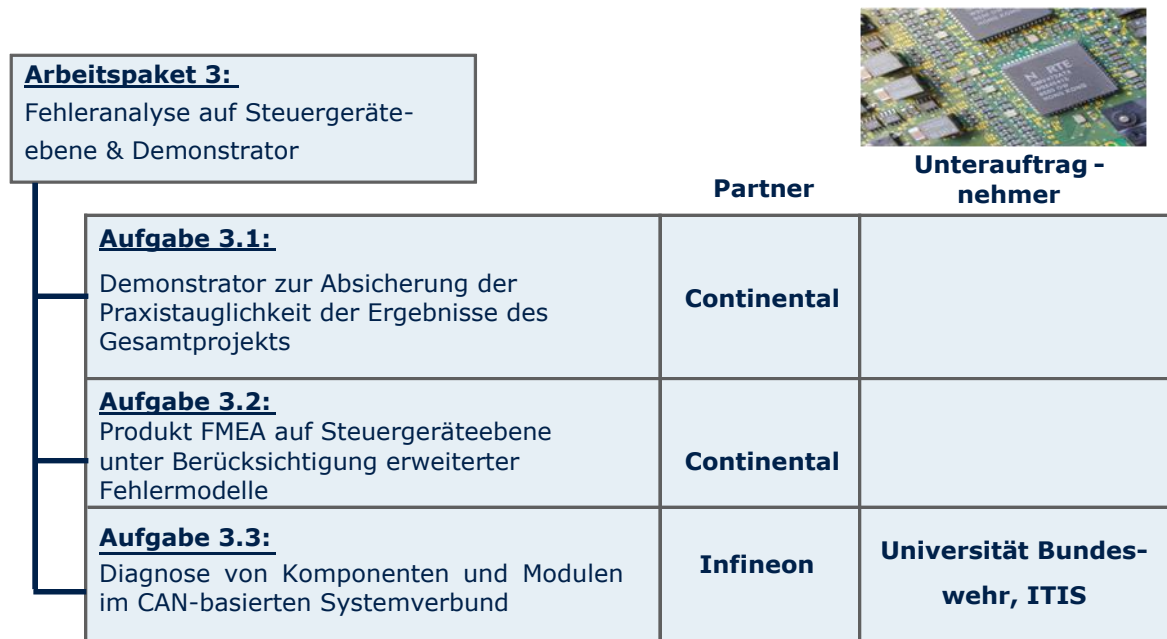 Arbeitspaket 3:
Fehleranalyse auf Steuergeräte-
ebene & Demonstrator
Partner
Unterauftrag -
nehmer
Aufgabe 3.1:
Demonstrator zur Absicherung der
Praxistauglichkeit der Ergebnisse des
Gesamtprojekts
Continental
Aufgabe 3.2:
Produkt FMEA auf Steuergeräteebene
unter Berücksichtigung erweiterter
Fehlermodelle
Continental
Aufgabe 3.3:
Diagnose von Komponenten und Modulen
im CAN-basierten Systemverbund
Infineon
Universität Bundes-
wehr, ITIS